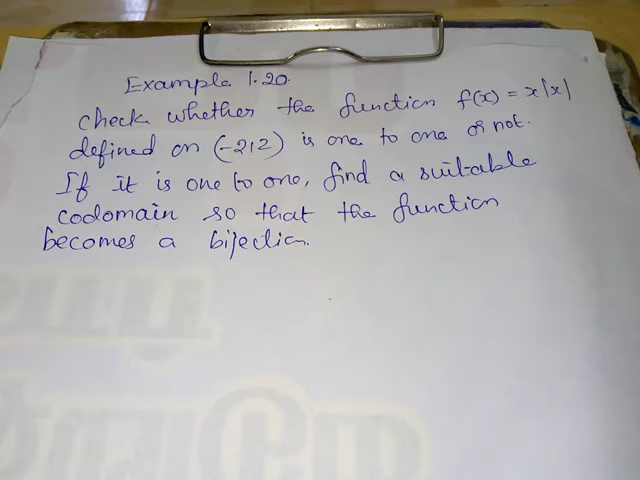 Example 1.20.
check whether the function f(x) = x|x|
defined on (-2,2) is one to one or not.
If it is one to one, find a suitable
codomain so that the function
becomes a bijection.